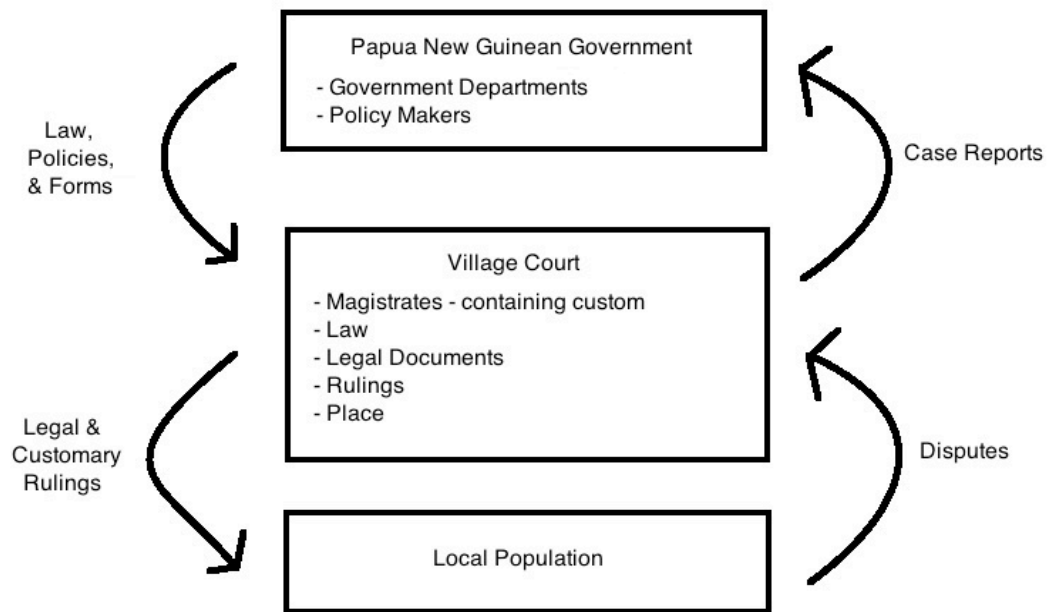 Papua New Guinean Government
- Government Departments
- Policy Makers
Law,
Policies,
& Forms
Case Reports
Village Court
- Magistrates - containing custom
- Law
- Legal Documents
- Rulings
- Place
Legal &
Customary
Rulings
Disputes
Local Population